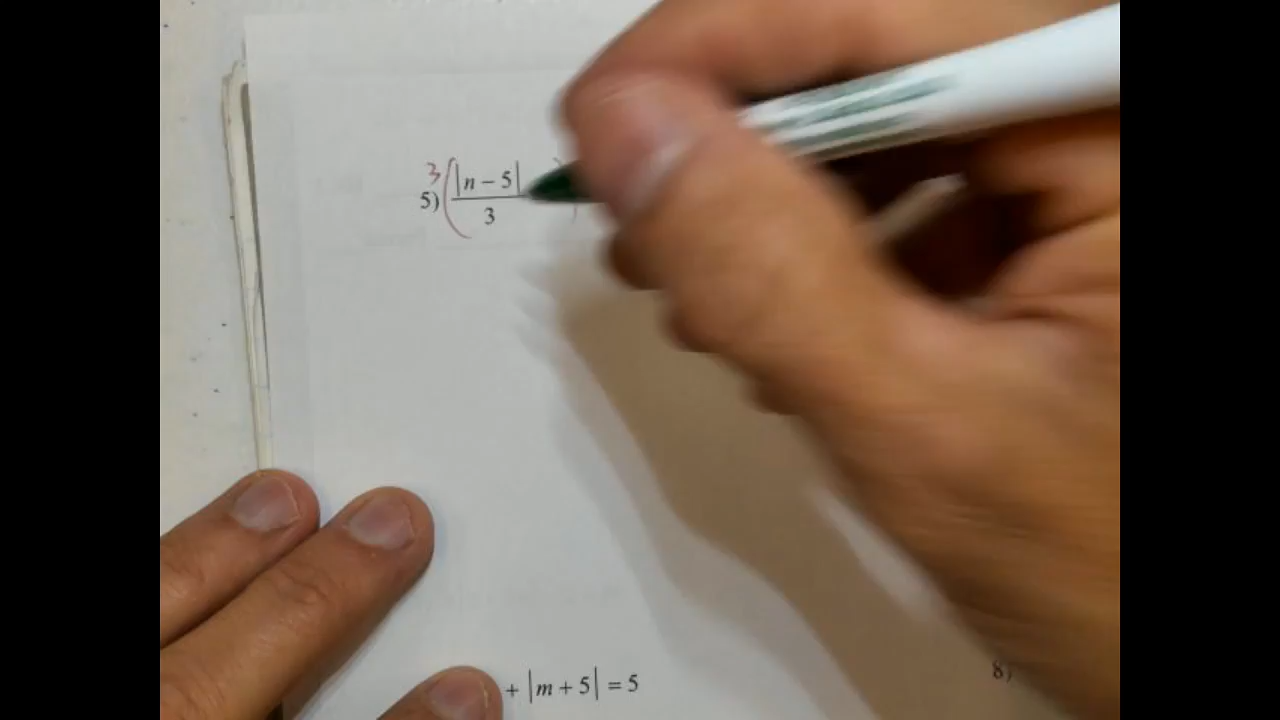 3(
5) |n − 5| / 3
+ |m + 5| = 5
8)